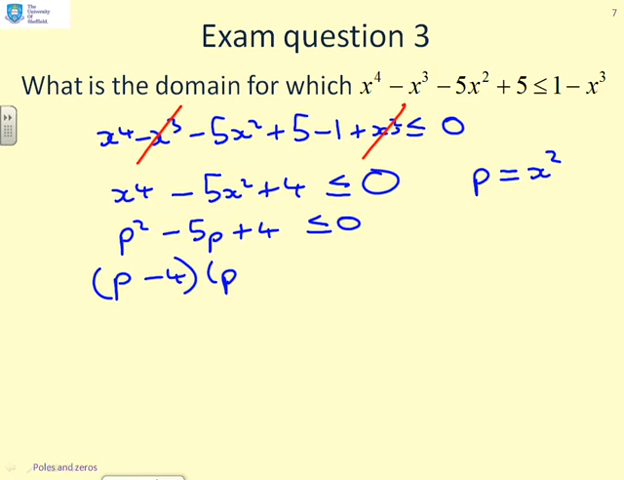 The
University
Of
Sheffield.
7
Exam question 3
What is the domain for which x⁴ − x³ − 5x² + 5 ≤ 1 − x³
x⁴ − x³ − 5x² + 5 − 1 + x³ ≤ 0
x⁴ − 5x² + 4 ≤ 0
p = x²
p² − 5p + 4 ≤ 0
(p − 4)(p
Poles and zeros